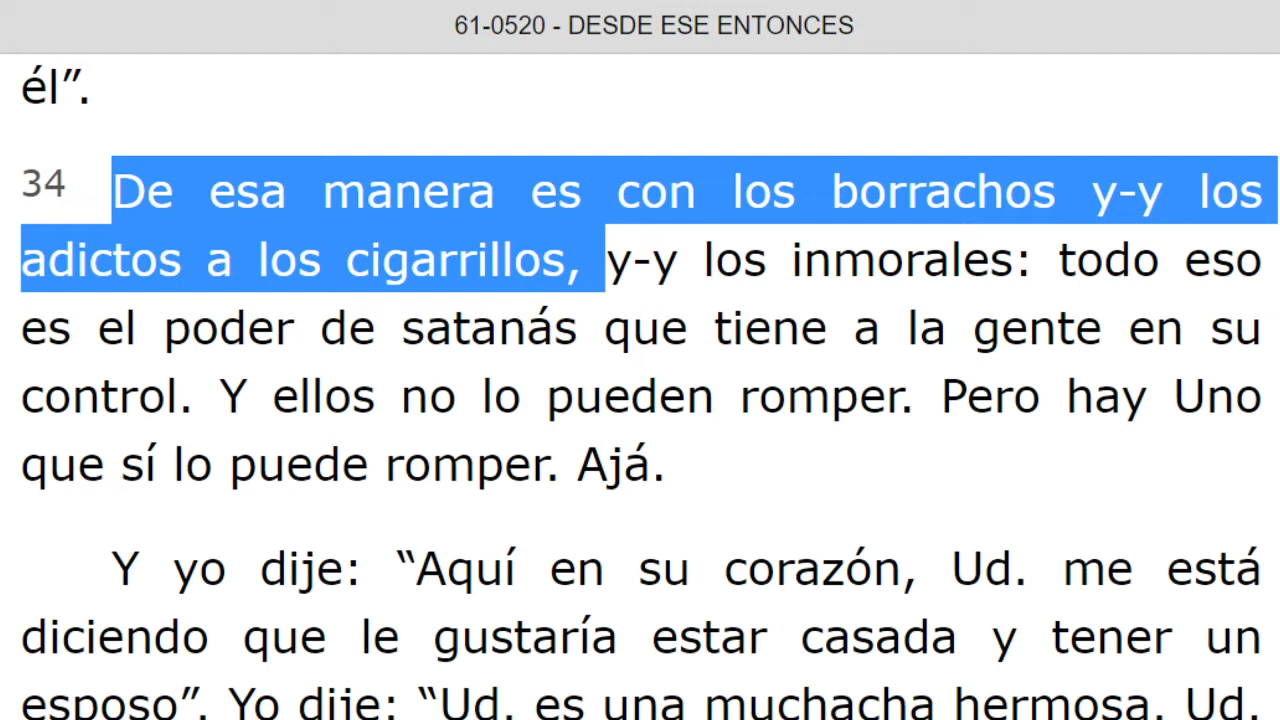 61-0520 - DESDE ESE ENTONCES
él”.
34 De esa manera es con los borrachos y-y los
adictos a los cigarrillos, y-y los inmorales: todo eso
es el poder de satanás que tiene a la gente en su
control. Y ellos no lo pueden romper. Pero hay Uno
que sí lo puede romper. Ajá.
Y yo dije: “Aquí en su corazón, Ud. me está
diciendo que le gustaría estar casada y tener un
esposo”. Yo dije: “Ud. es una muchacha hermosa. Ud.